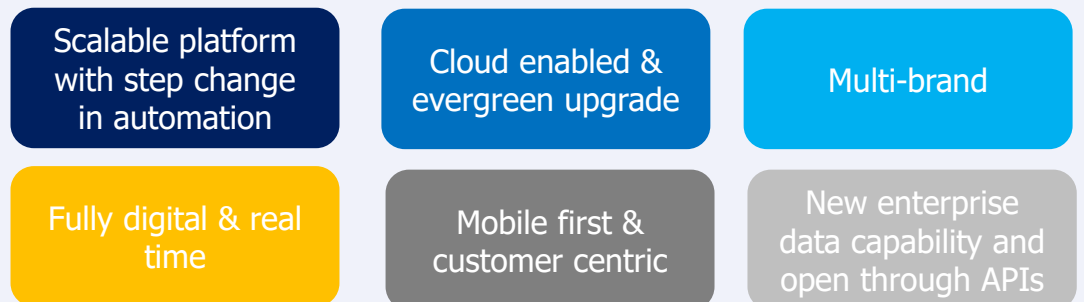 Scalable platform
with step change
in automation
Cloud enabled &
evergreen upgrade
Multi-brand
Fully digital & real
time
Mobile first &
customer centric
New enterprise
data capability and
open through APIs